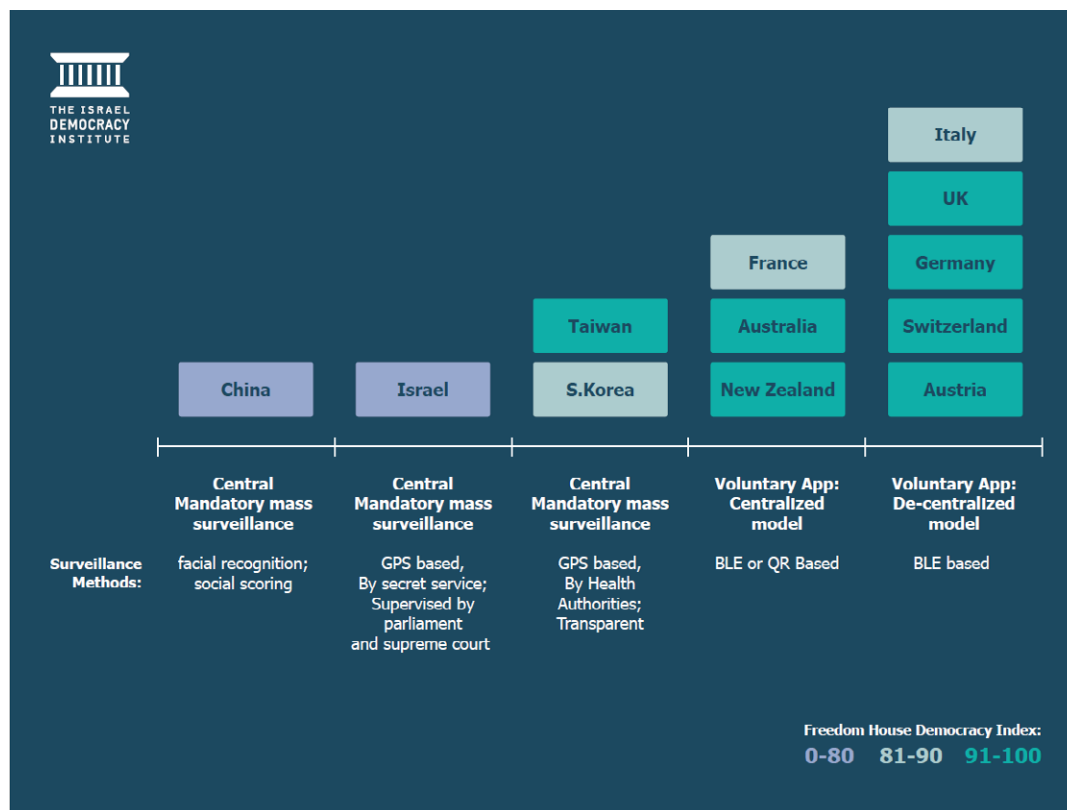 THE ISRAEL
DEMOCRACY
INSTITUTE
Italy
UK
France
Germany
Taiwan
Australia
Switzerland
China
Israel
S.Korea
New Zealand
Austria
Central
Mandatory mass
surveillance
Central
Mandatory mass
surveillance
Central
Mandatory mass
surveillance
Voluntary App:
Centralized
model
Voluntary App:
De-centralized
model
Surveillance
Methods:
facial recognition;
social scoring
GPS based,
By secret service;
Supervised by
parliament
and supreme court
GPS based,
By Health
Authorities;
Transparent
BLE or QR Based
BLE based
Freedom House Democracy Index:
0-80 81-90 91-100